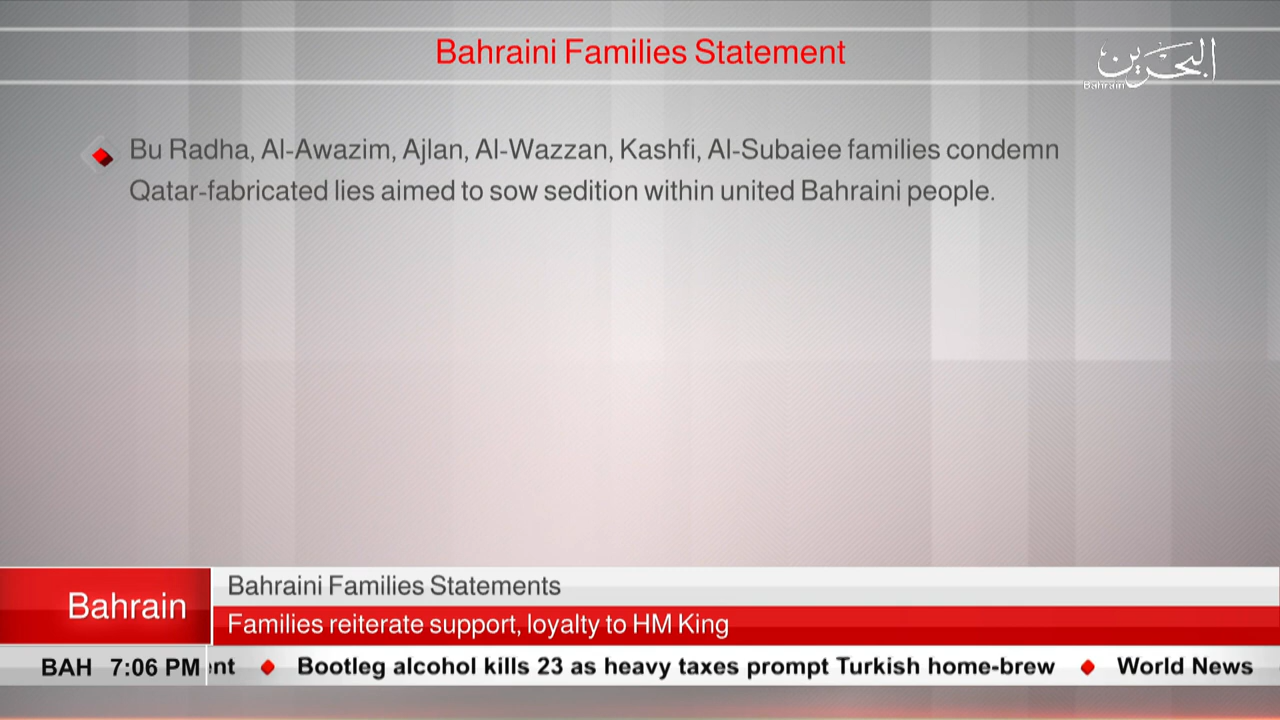 Bahraini Families Statement
البحرين
Bahrain
Bu Radha, Al-Awazim, Ajlan, Al-Wazzan, Kashfi, Al-Subaiee families condemn
Qatar-fabricated lies aimed to sow sedition within united Bahraini people.
Bahrain
Bahraini Families Statements
Families reiterate support, loyalty to HM King
BAH 7:06 PM nt Bootleg alcohol kills 23 as heavy taxes prompt Turkish home-brew World News